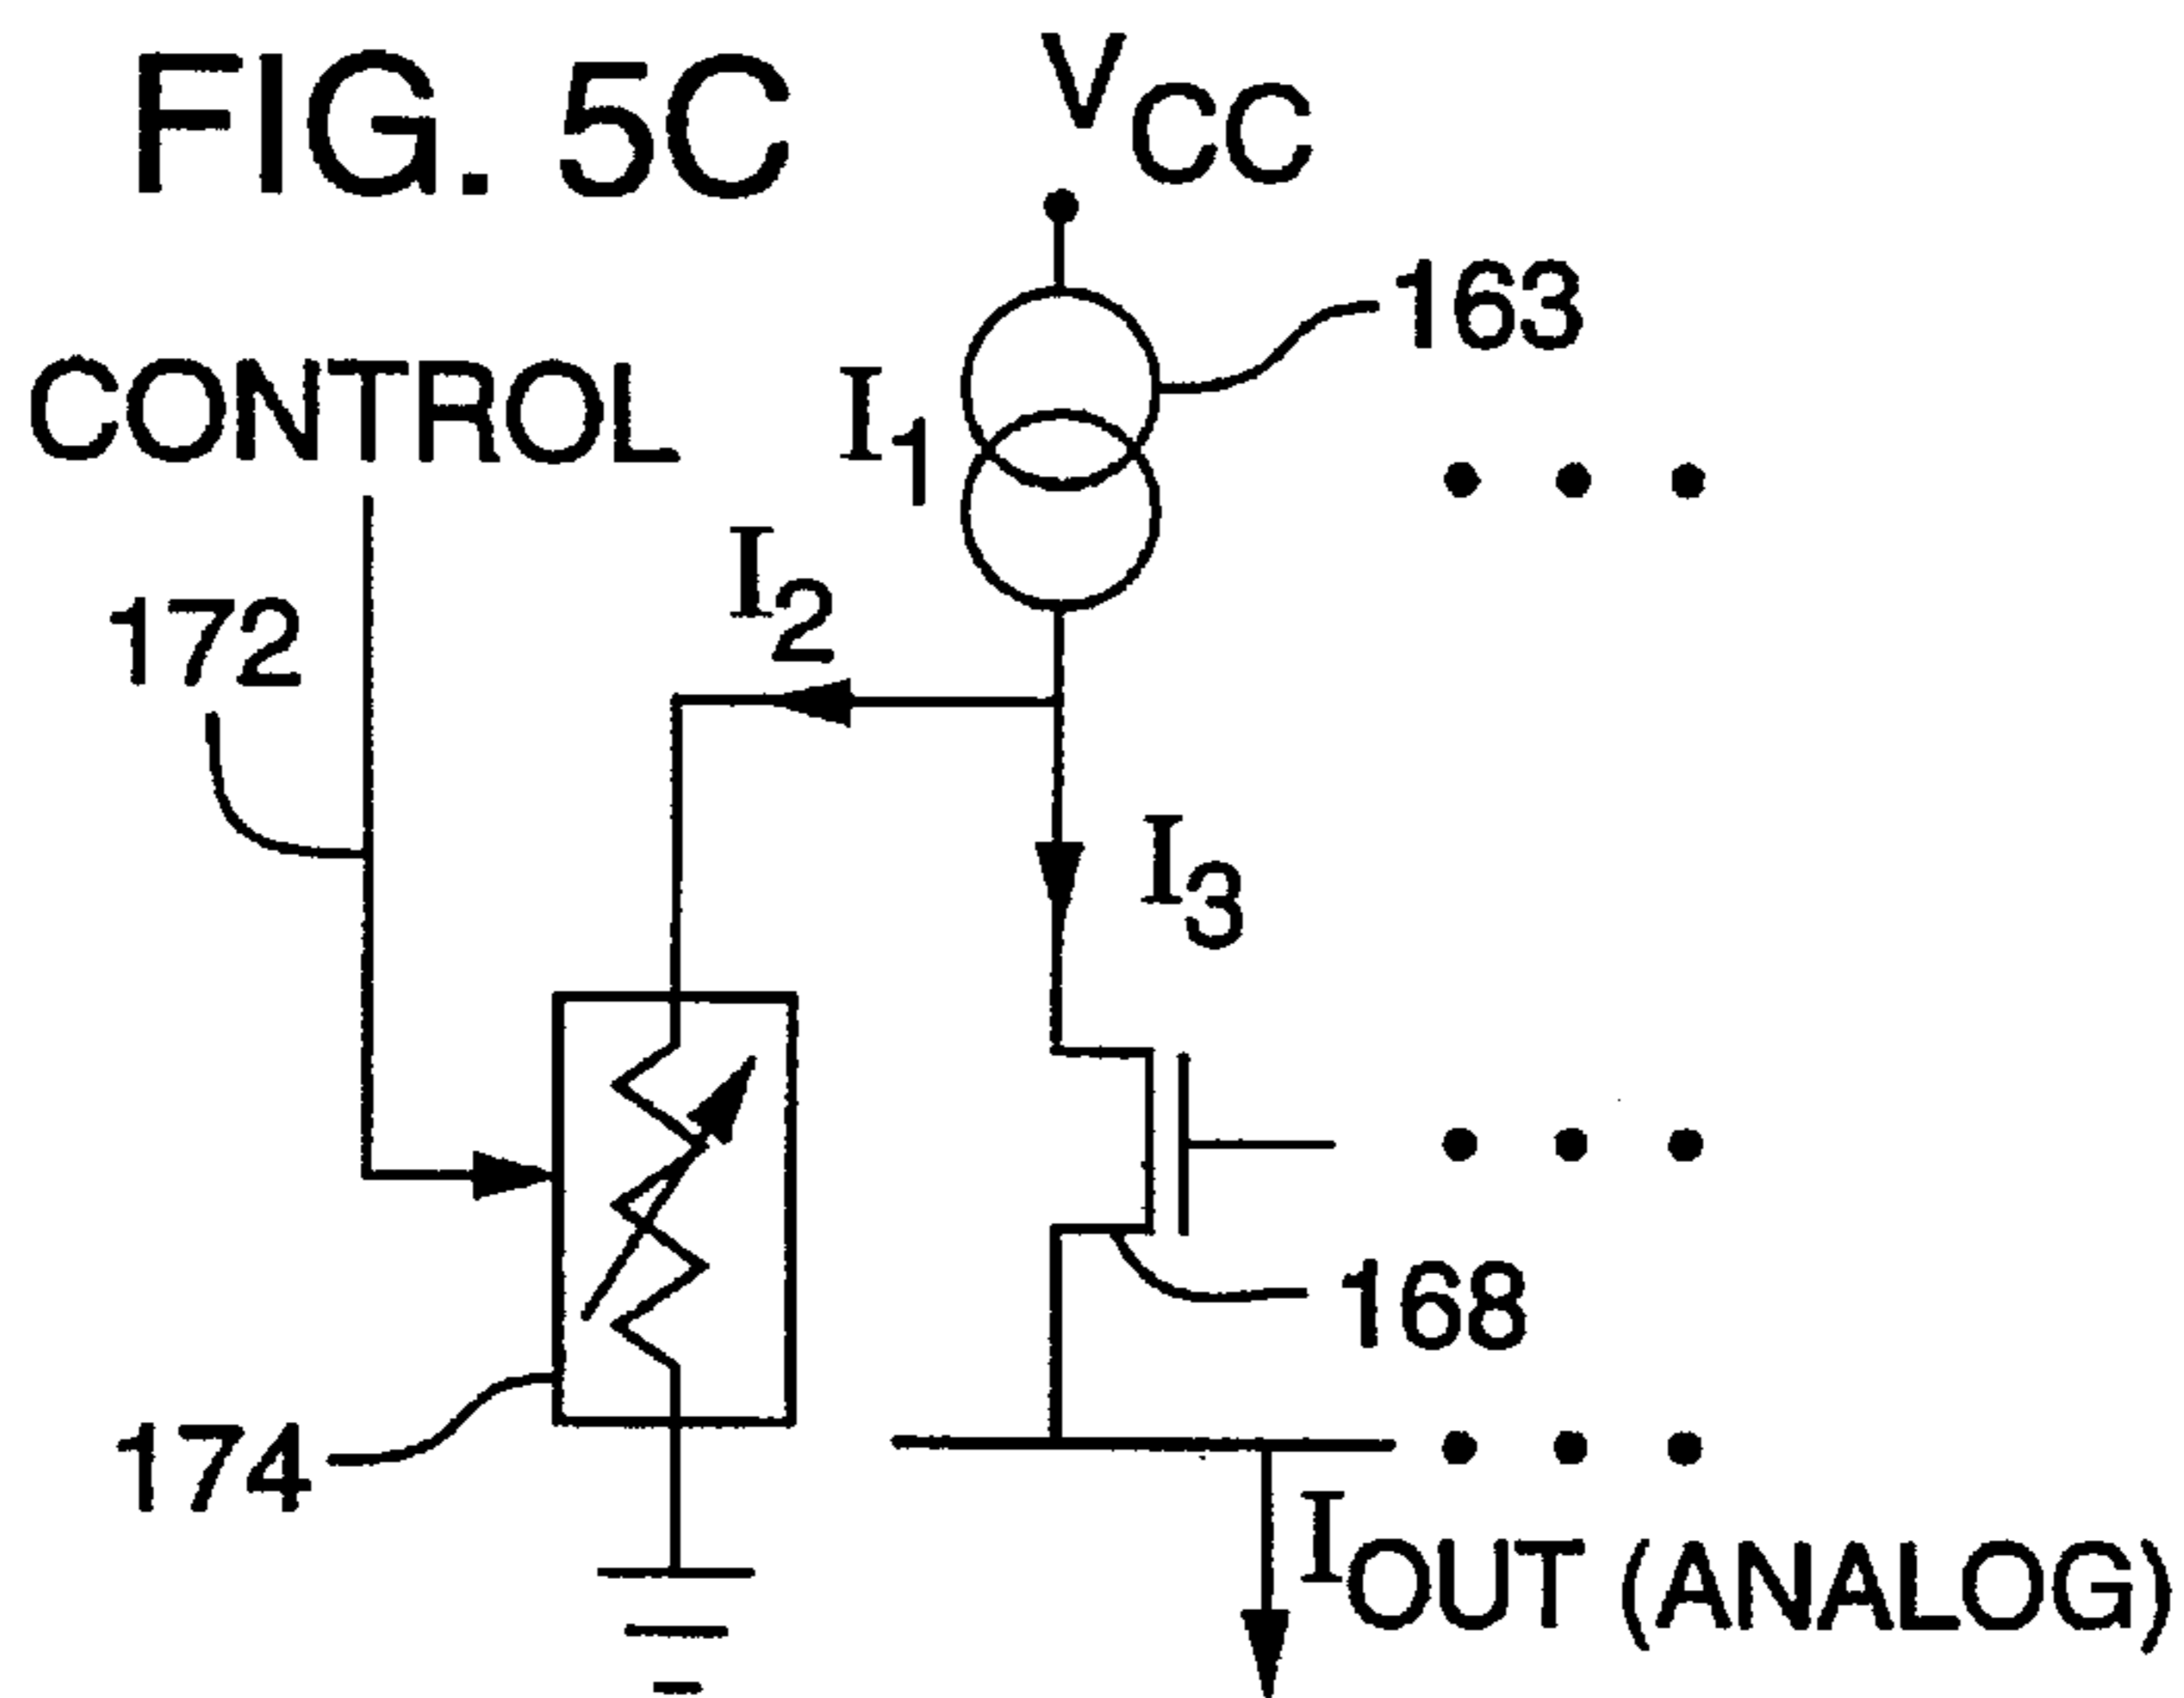 FIG. 5C
VCC
163
CONTROL
I1
I2
172
I3
168
174
IOUT (ANALOG)